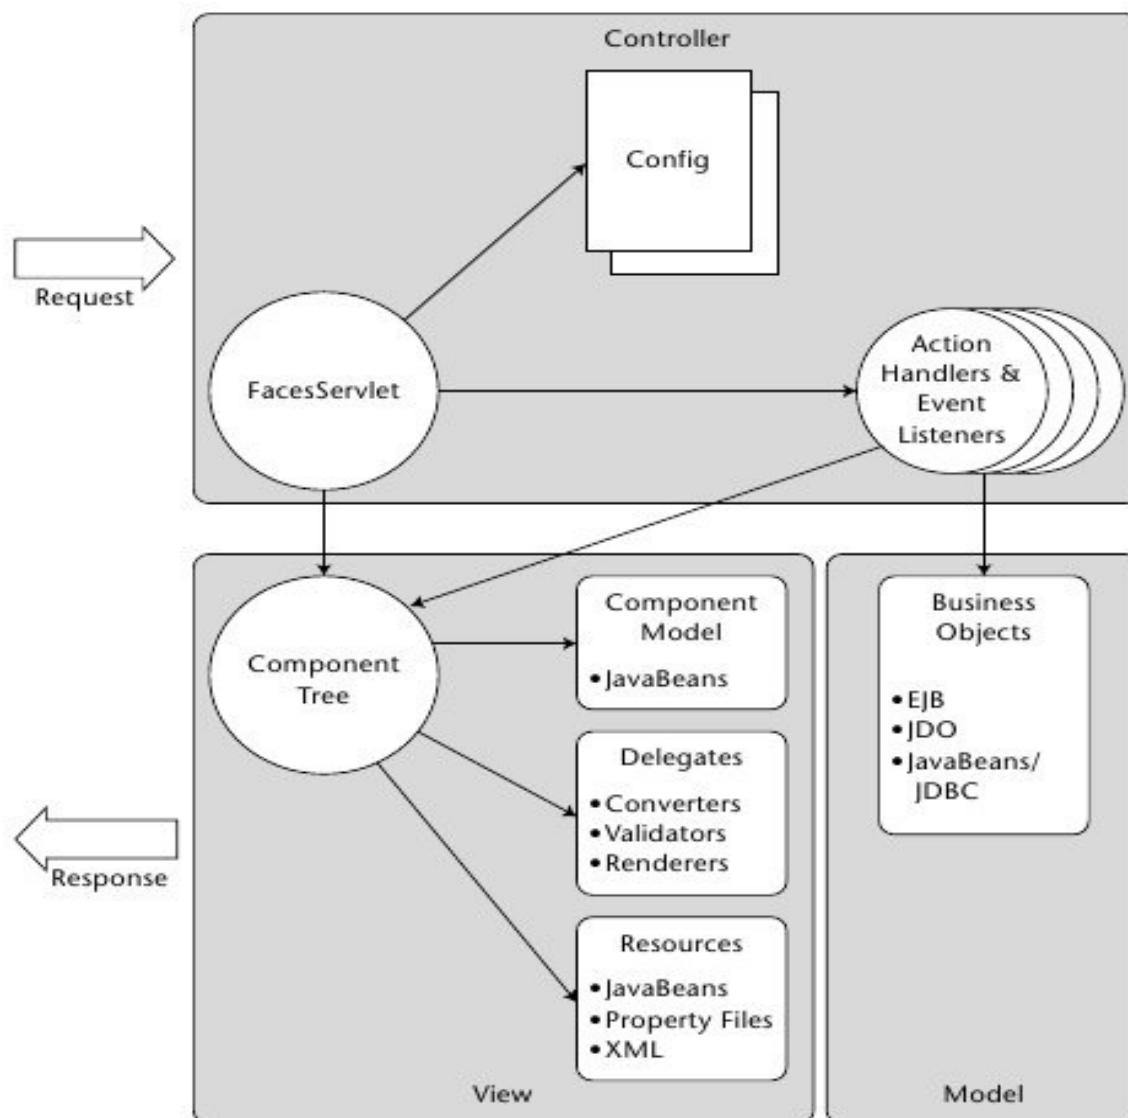 Controller
Config
Request
FacesServlet
Action
Handlers &
Event
Listeners
Component
Tree
Component
Model
•JavaBeans
Delegates
•Converters
•Validators
•Renderers
Resources
•JavaBeans
•Property Files
•XML
View
Business
Objects
•EJB
•JDO
•JavaBeans/
JDBC
Model
Response